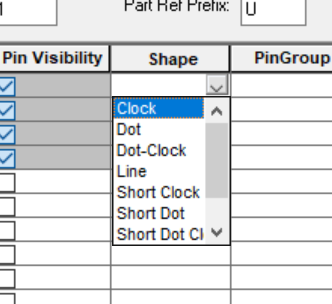 1 Part Ref Prefix: U
Pin Visibility Shape PinGroup
Clock
Dot
Dot-Clock
Line
Short Clock
Short Dot
Short Dot Cl